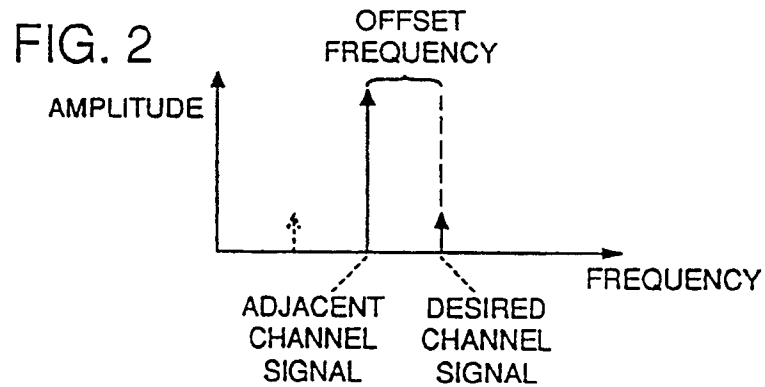 FIG. 2
OFFSET
FREQUENCY
AMPLITUDE
FREQUENCY
ADJACENT
CHANNEL
SIGNAL
DESIRED
CHANNEL
SIGNAL